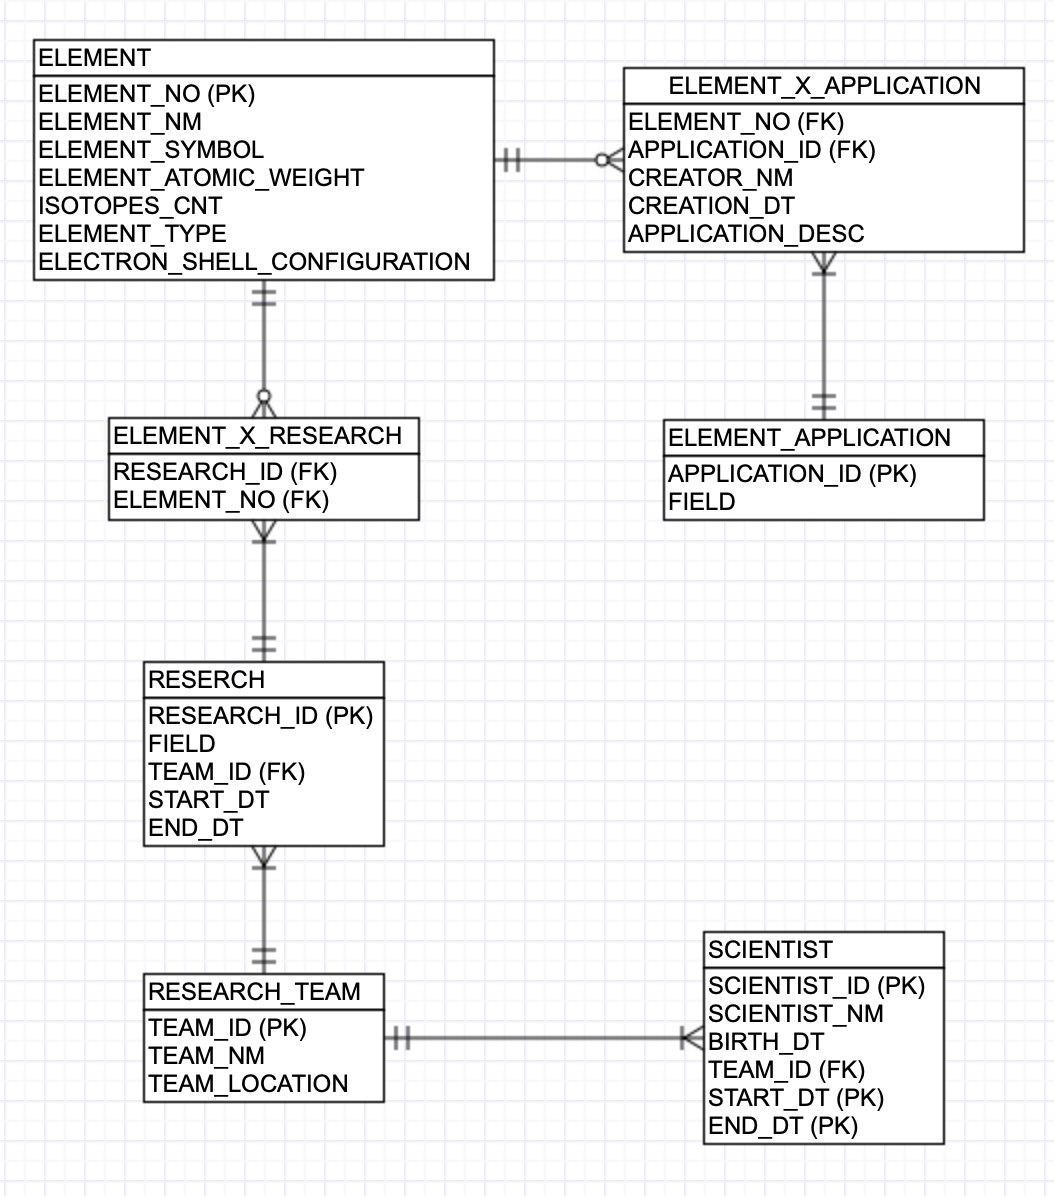 ELEMENT
ELEMENT_NO (PK)
ELEMENT_NM
ELEMENT_SYMBOL
ELEMENT_ATOMIC_WEIGHT
ISOTOPES_CNT
ELEMENT_TYPE
ELECTRON_SHELL_CONFIGURATION
ELEMENT_X_APPLICATION
ELEMENT_NO (FK)
APPLICATION_ID (FK)
CREATOR_NM
CREATION_DT
APPLICATION_DESC
ELEMENT_X_RESEARCH
RESEARCH_ID (FK)
ELEMENT_NO (FK)
ELEMENT_APPLICATION
APPLICATION_ID (PK)
FIELD
RESERCH
RESEARCH_ID (PK)
FIELD
TEAM_ID (FK)
START_DT
END_DT
RESEARCH_TEAM
TEAM_ID (PK)
TEAM_NM
TEAM_LOCATION
SCIENTIST
SCIENTIST_ID (PK)
SCIENTIST_NM
BIRTH_DT
TEAM_ID (FK)
START_DT (PK)
END_DT (PK)